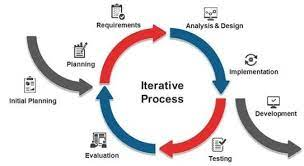 Requirements
Analysis & Design
Planning
Implementation
Iterative
Process
Initial Planning
Development
Evaluation
Testing